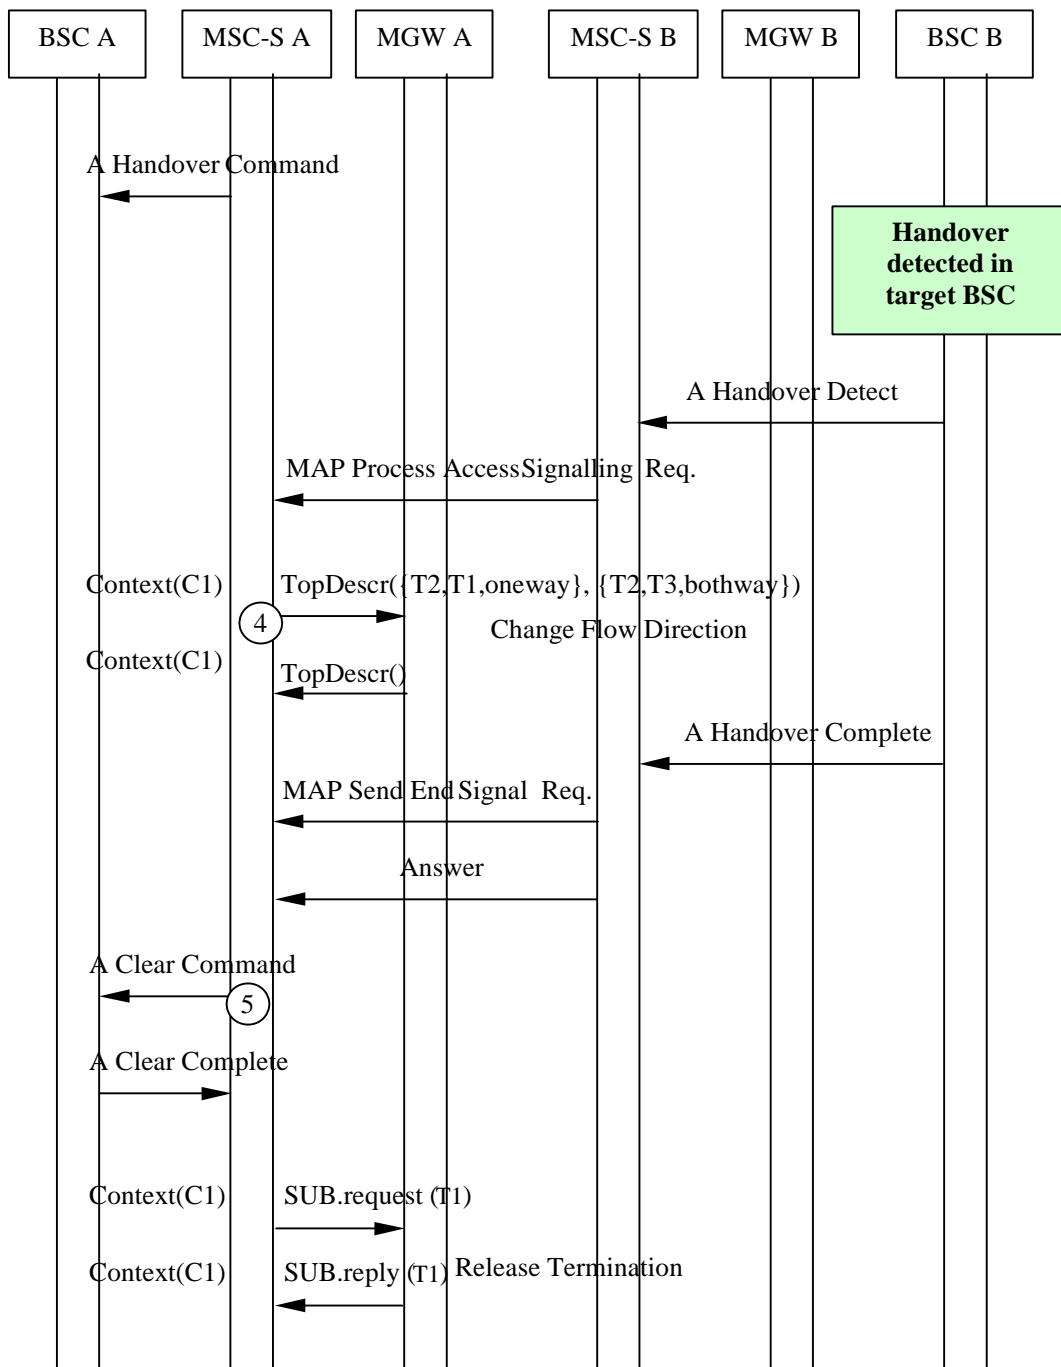 BSC A
MSC-S A
MGW A
MSC-S B
MGW B
BSC B
A Handover Command
Handover
detected in
target BSC
A Handover Detect
MAP Process AccessSignalling Req.
Context(C1)
TopDescr({T2,T1,oneway}, {T2,T3,bothway})
4
Change Flow Direction
Context(C1)
TopDescr()
A Handover Complete
MAP Send End Signal Req.
Answer
A Clear Command
5
A Clear Complete
Context(C1)
SUB.request (T1)
Context(C1)
SUB.reply (T1)
Release Termination